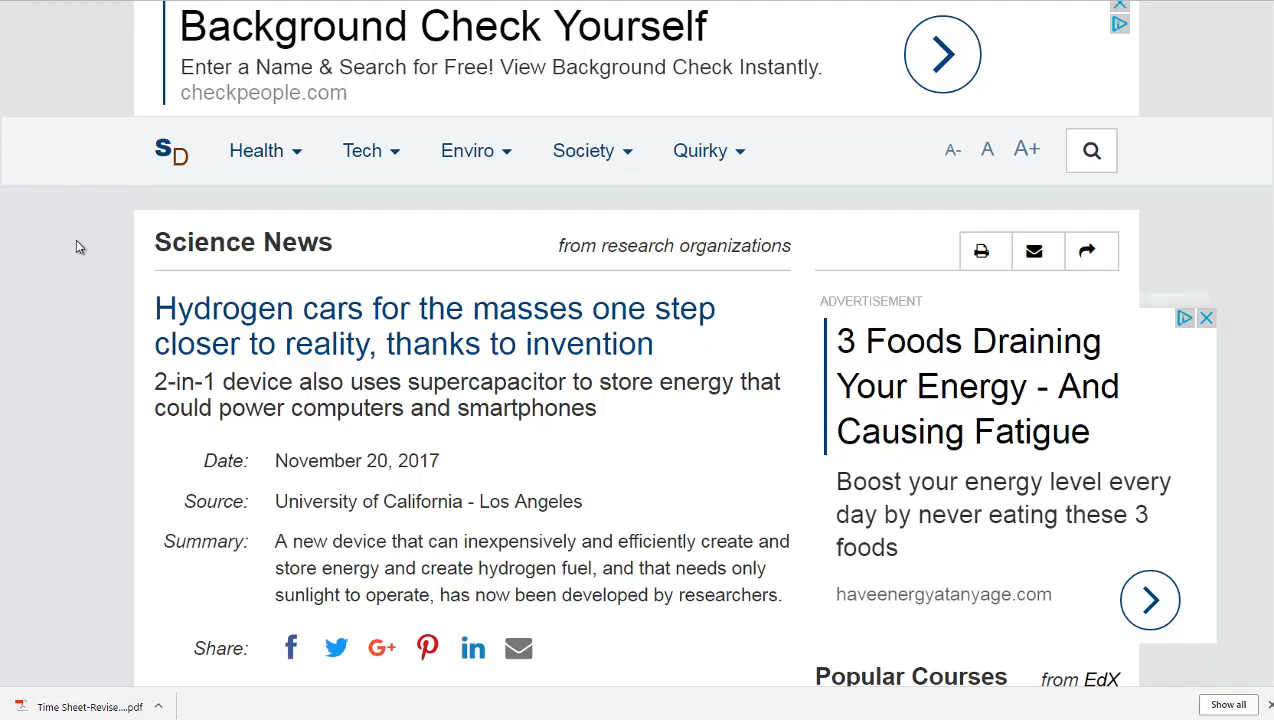 Background Check Yourself
Enter a Name & Search for Free! View Background Check Instantly.
checkpeople.com
SD Health Tech Enviro Society Quirky A- A A+
Science News from research organizations
Hydrogen cars for the masses one step
closer to reality, thanks to invention
2-in-1 device also uses supercapacitor to store energy that
could power computers and smartphones
Date: November 20, 2017
Source: University of California - Los Angeles
Summary: A new device that can inexpensively and efficiently create and
store energy and create hydrogen fuel, and that needs only
sunlight to operate, has now been developed by researchers.
Share: f G+ in
ADVERTISEMENT
3 Foods Draining
Your Energy - And
Causing Fatigue
Boost your energy level every
day by never eating these 3
foods
haveenergyatanyage.com
Popular Courses from EdX
Time Sheet-Revise....pdf Show all